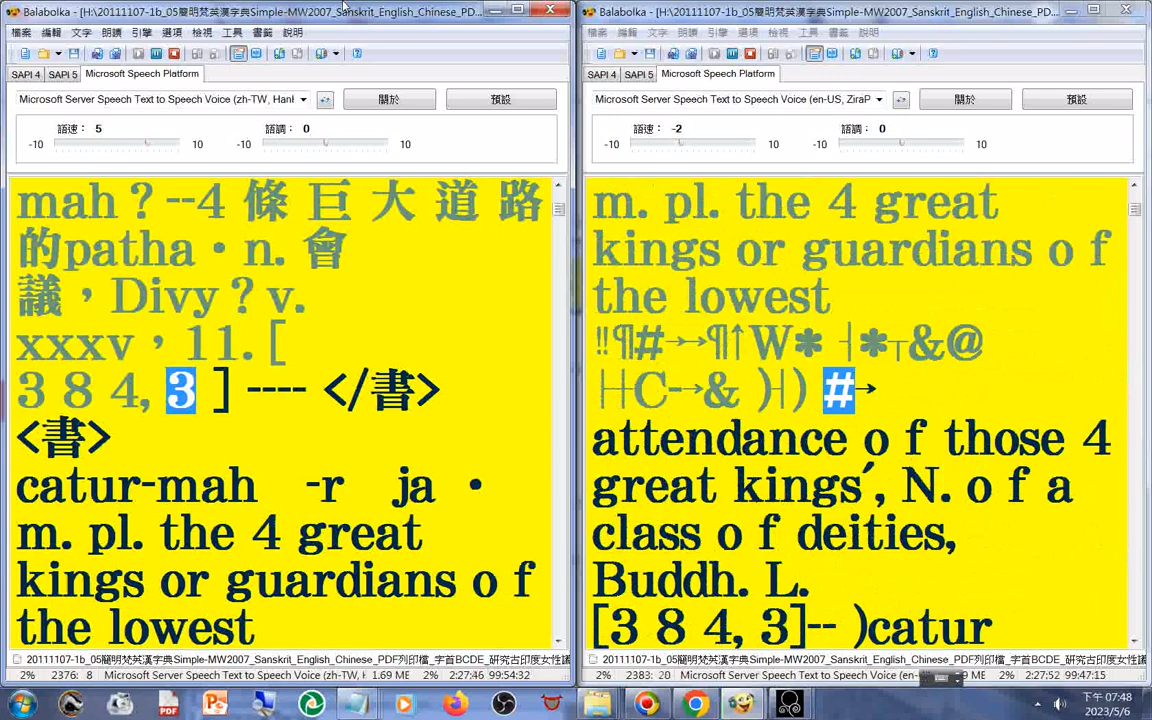 Balabolka - [H:\20111107-1b_05簡明梵英漢字典Simple-MW2007_Sanskrit_English_Chinese_PD...
檔案 編輯 文字 朗讀 引擎 選項 檢視 工具 書籤 說明
SAPI 4 SAPI 5 Microsoft Speech Platform
Microsoft Server Speech Text to Speech Voice (zh-TW, Hanl 關於 預設
語速： 5 語調： 0
-10 10 -10 10
mah？--4 條 巨 大 道 路
的patha・n. 會
議，Divy？v.
xxxv，11. [
3 8 4, 3 ] ---- </書>
<書>
catur-mah -r ja •
m. pl. the 4 great
kings or guardians o f
the lowest
20111107-1b_05簡明梵英漢字典Simple-MW2007_Sanskrit_English_Chinese_PDF列印檔_字首BCDE_研究古印度女性議
2% 2376: 8 Microsoft Server Speech Text to Speech Voice (zh-TW, H 1.69 ME 2% 2:27:46 99:54:32
Balabolka - [H:\20111107-1b_05簡明梵英漢字典Simple-MW2007_Sanskrit_English_Chinese_PD...
檔案 編輯 文字 朗讀 引擎 選項 檢視 工具 書籤 說明
SAPI 4 SAPI 5 Microsoft Speech Platform
Microsoft Server Speech Text to Speech Voice (en-US, ZiraP 關於 預設
語速： -2 語調： 0
-10 10 -10 10
m. pl. the 4 great
kings or guardians o f
the lowest
‼¶#→→¶↑W* ┤*┬&@
├┤C-→& )┤) #→
attendance o f those 4
great kings′, N. o f a
class o f deities,
Buddh. L.
[3 8 4, 3]-- )catur
20111107-1b_05簡明梵英漢字典Simple-MW2007_Sanskrit_English_Chinese_PDF列印檔_字首BCDE_研究古印度女性議
2% 2383: 20 Microsoft Server Speech Text to Speech Voice (en-US, 9 ME 2% 2:27:52 99:47:15
下午 07:48
2023/5/6